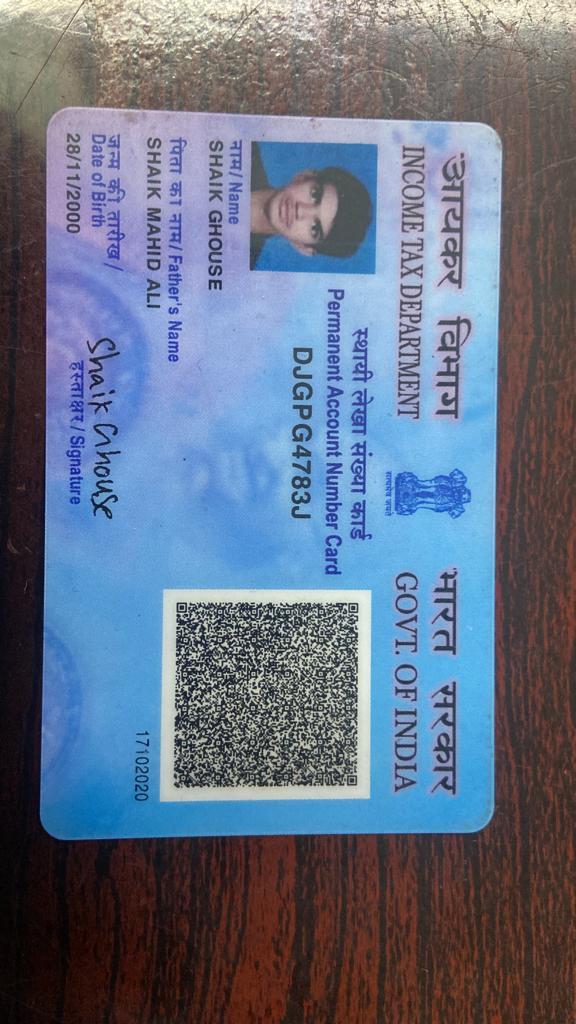 आयकर विभाग
INCOME TAX DEPARTMENT
सत्यमेव जयते
भारत सरकार
GOVT. OF INDIA
स्थायी लेखा संख्या कार्ड
Permanent Account Number Card
DJGPG4783J
नाम/ Name
SHAIK GHOUSE
पिता का नाम/ Father's Name
SHAIK MAHID ALI
जन्म की तारीख /
Date of Birth
28/11/2000
Shaik Ghouse
हस्ताक्षर / Signature
17102020